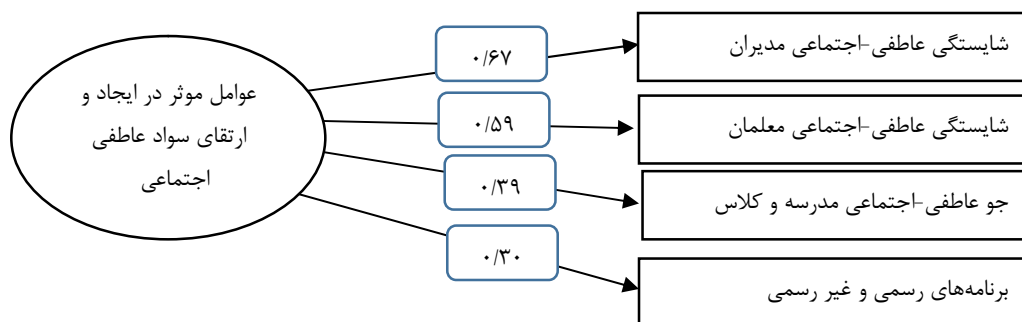 عوامل موثر در ایجاد و
ارتقای سواد عاطفی
اجتماعی
۰/۶۷
۰/۵۹
۰/۳۹
۰/۳۰
شایستگی عاطفی-اجتماعی مدیران
شایستگی عاطفی-اجتماعی معلمان
جو عاطفی-اجتماعی مدرسه و کلاس
برنامه‌های رسمی و غیر رسمی